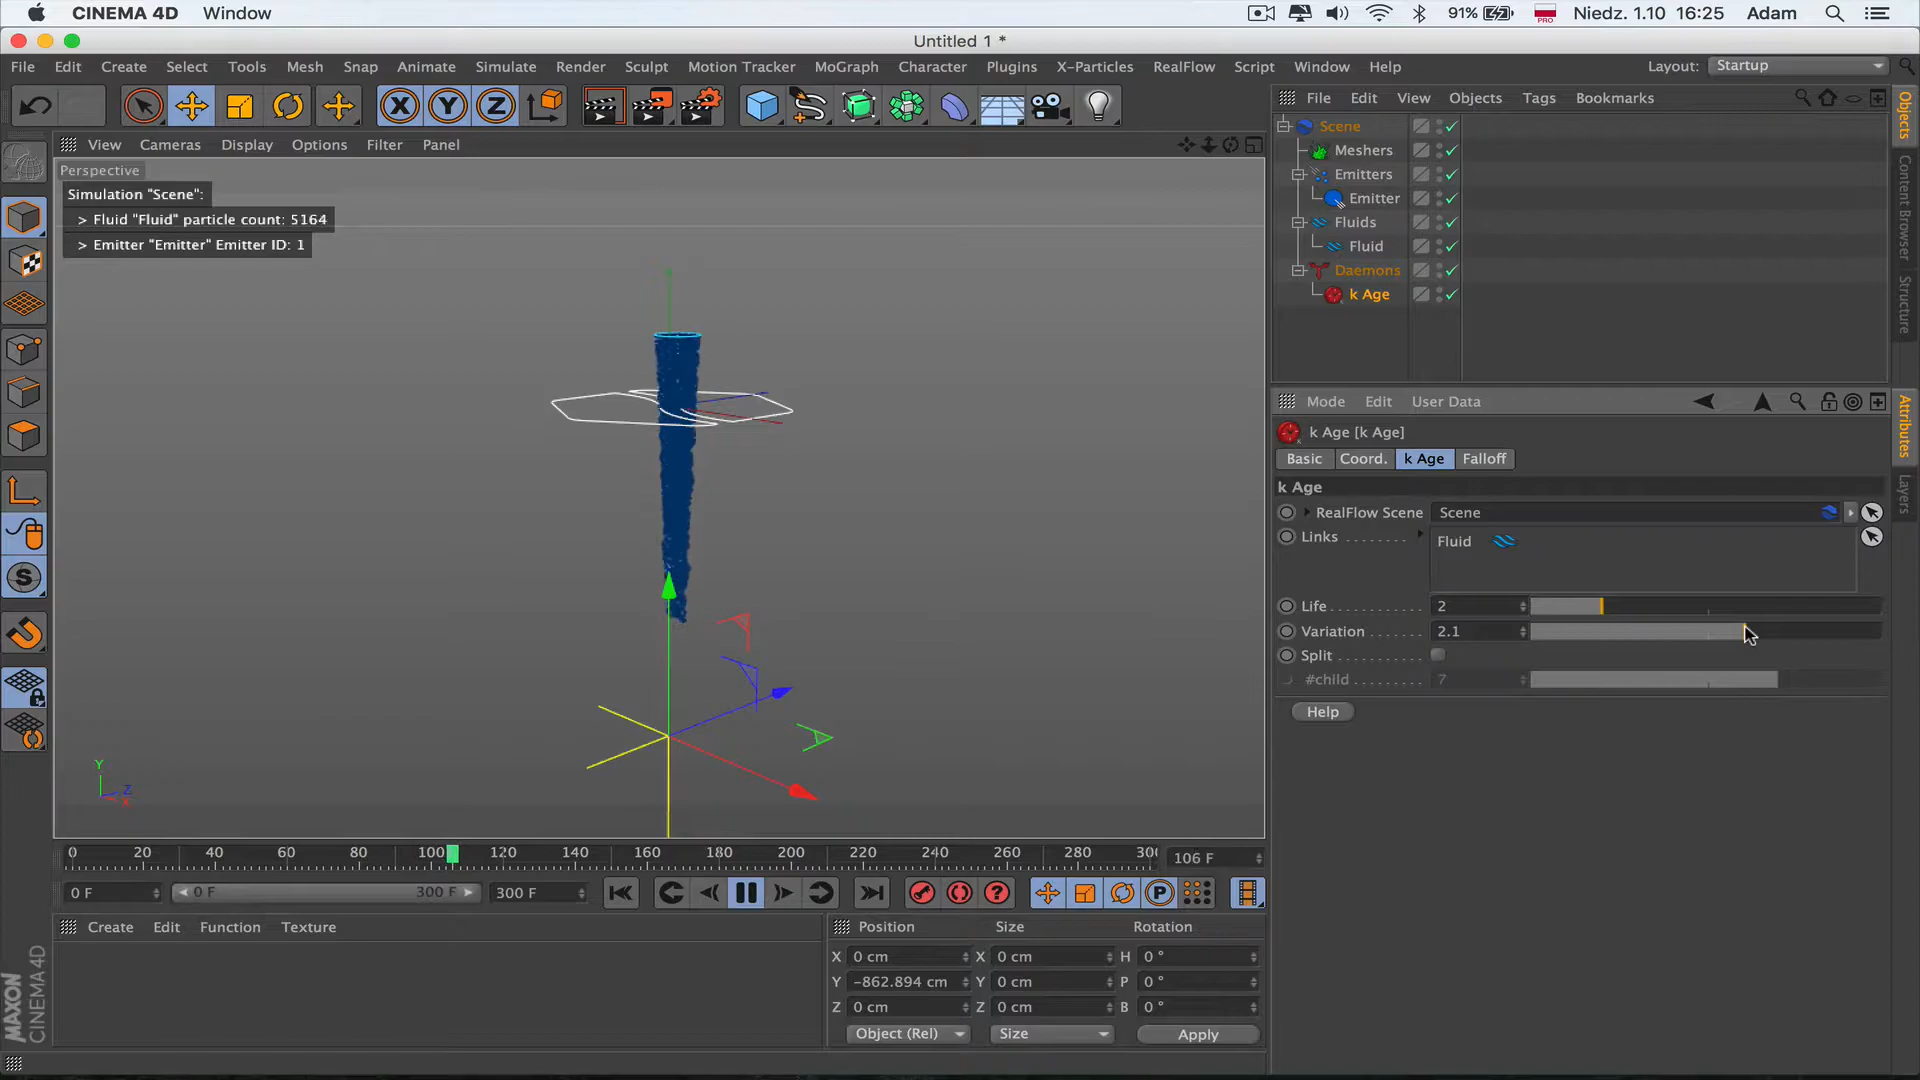 CINEMA 4D Window 91% PRO Niedz. 1.10 16:25 Adam
Untitled 1 *
File Edit Create Select Tools Mesh Snap Animate Simulate Render Sculpt Motion Tracker MoGraph Character Plugins X-Particles RealFlow Script Window Help Layout: Startup
X Y Z
File Edit View Objects Tags Bookmarks
View Cameras Display Options Filter Panel
Perspective
Simulation "Scene":
> Fluid "Fluid" particle count: 5164
> Emitter "Emitter" Emitter ID: 1
Scene
Meshers
Emitters
Emitter
Fluids
Fluid
Daemons
k Age
Objects
Content Browser
Structure
Mode Edit User Data
k Age [k Age]
Basic Coord. k Age Falloff
k Age
RealFlow Scene Scene
Links Fluid
Life 2
Variation 2.1
Split
#child 7
Help
Attributes
Layers
S
Y
Z
X
0 20 40 60 80 100 120 140 160 180 200 220 240 260 280 300 106 F
0 F 0 F 300 F 300 F ? P
Create Edit Function Texture
Position Size Rotation
X 0 cm X 0 cm H 0 °
Y -862.894 cm Y 0 cm P 0 °
Z 0 cm Z 0 cm B 0 °
Object (Rel) Size Apply
MAXON
CINEMA 4D